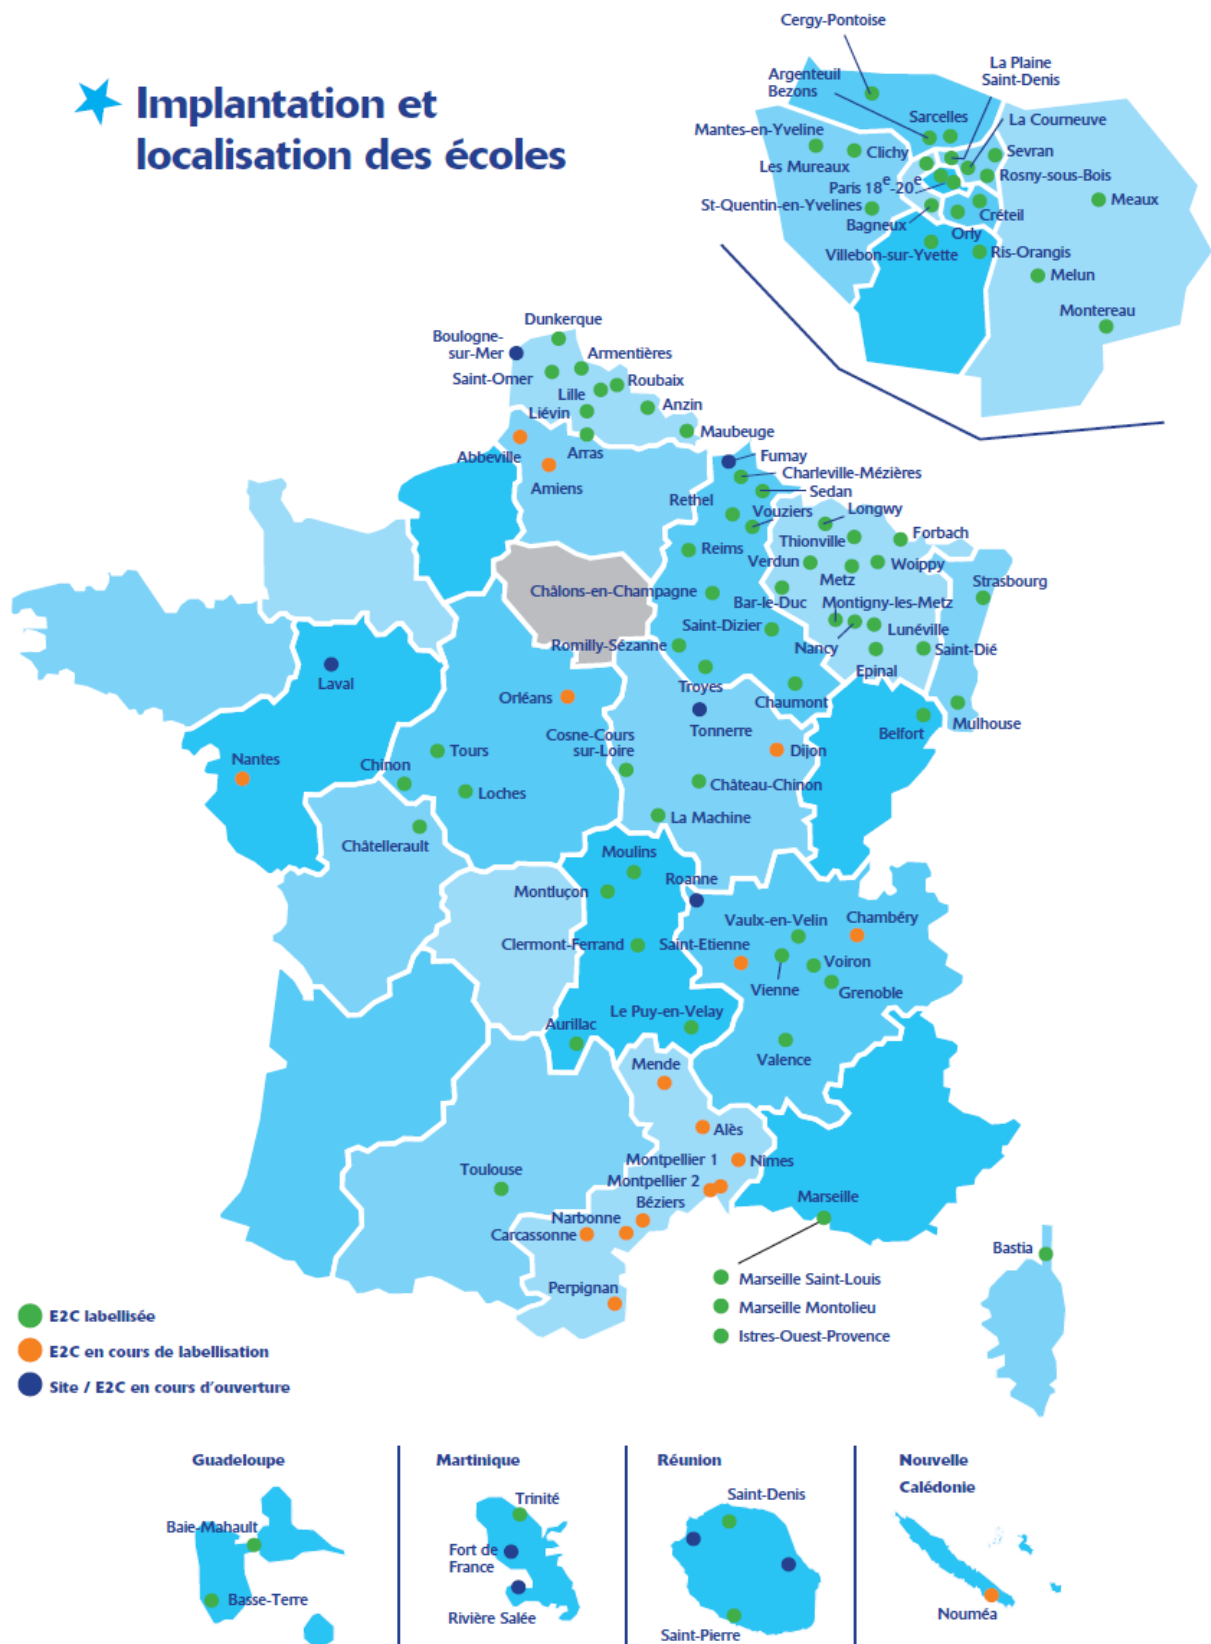 Implantation et
localisation des écoles
Cergy-Pontoise
La Plaine
Saint-Denis
Argenteuil
Bezons
Sarcelles
La Courneuve
Mantes-en-Yveline
Clichy
Sevran
Les Mureaux
Rosny-sous-Bois
Paris 18e-20e
Meaux
St-Quentin-en-Yvelines
Créteil
Bagneux
Orly
Villebon-sur-Yvette
Ris-Orangis
Melun
Montereau
Dunkerque
Boulogne-
sur-Mer
Armentières
Saint-Omer
Roubaix
Lille
Liévin
Anzin
Maubeuge
Abbeville
Arras
Amiens
Fumay
Charleville-Mézières
Sedan
Rethel
Vouziers
Longwy
Thionville
Forbach
Reims
Verdun
Woippy
Metz
Strasbourg
Châlons-en-Champagne
Bar-le-Duc
Montigny-les-Metz
Saint-Dizier
Lunéville
Romilly-Sézanne
Nancy
Saint-Dié
Epinal
Laval
Troyes
Orléans
Chaumont
Mulhouse
Tonnerre
Belfort
Cosne-Cours
sur-Loire
Nantes
Tours
Dijon
Chinon
Château-Chinon
Loches
La Machine
Châtellerault
Moulins
Roanne
Montluçon
Vaulx-en-Velin
Chambéry
Clermont-Ferrand
Saint-Etienne
Voiron
Vienne
Grenoble
Le Puy-en-Velay
Aurillac
Valence
Mende
Alès
Montpellier 1
Nîmes
Toulouse
Montpellier 2
Marseille
Béziers
Narbonne
Carcassonne
Bastia
Perpignan
Marseille Saint-Louis
Marseille Montolieu
Istres-Ouest-Provence
E2C labellisée
E2C en cours de labellisation
Site / E2C en cours d'ouverture
Guadeloupe
Baie-Mahault
Basse-Terre
Martinique
Trinité
Fort de
France
Rivière Salée
Réunion
Saint-Denis
Saint-Pierre
Nouvelle
Calédonie
Nouméa